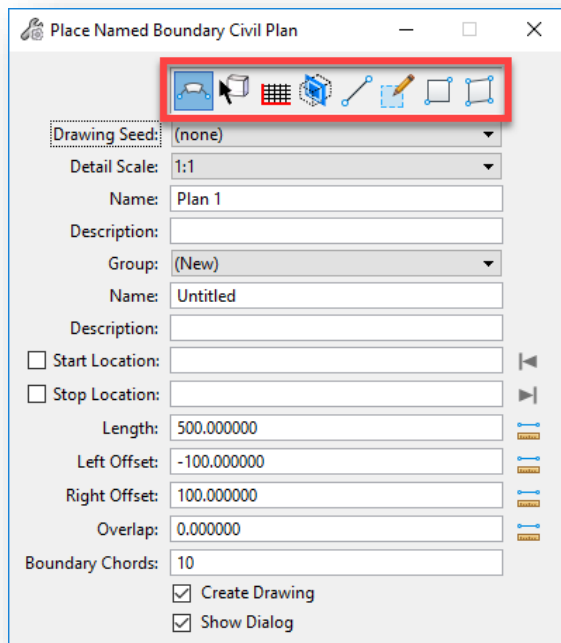 Place Named Boundary Civil Plan
Drawing Seed: (none)
Detail Scale: 1:1
Name: Plan 1
Description:
Group: (New)
Name: Untitled
Description:
Start Location:
Stop Location:
Length: 500.000000
Left Offset: -100.000000
Right Offset: 100.000000
Overlap: 0.000000
Boundary Chords: 10
Create Drawing
Show Dialog